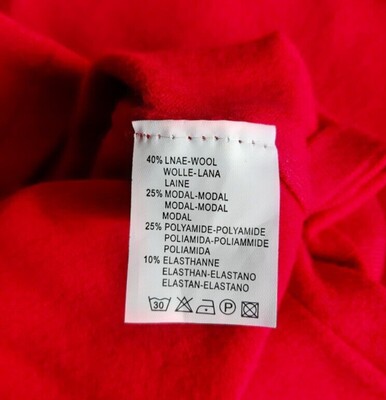 40% LNAE-WOOL
WOLLE-LANA
LAINE
25% MODAL-MODAL
MODAL-MODAL
MODAL
25% POLYAMIDE-POLYAMIDE
POLIAMIDA-POLIAMMIDE
POLIAMIDA
10% ELASTHANNE
ELASTHAN-ELASTANO
ELASTAN-ELASTANO
30 P